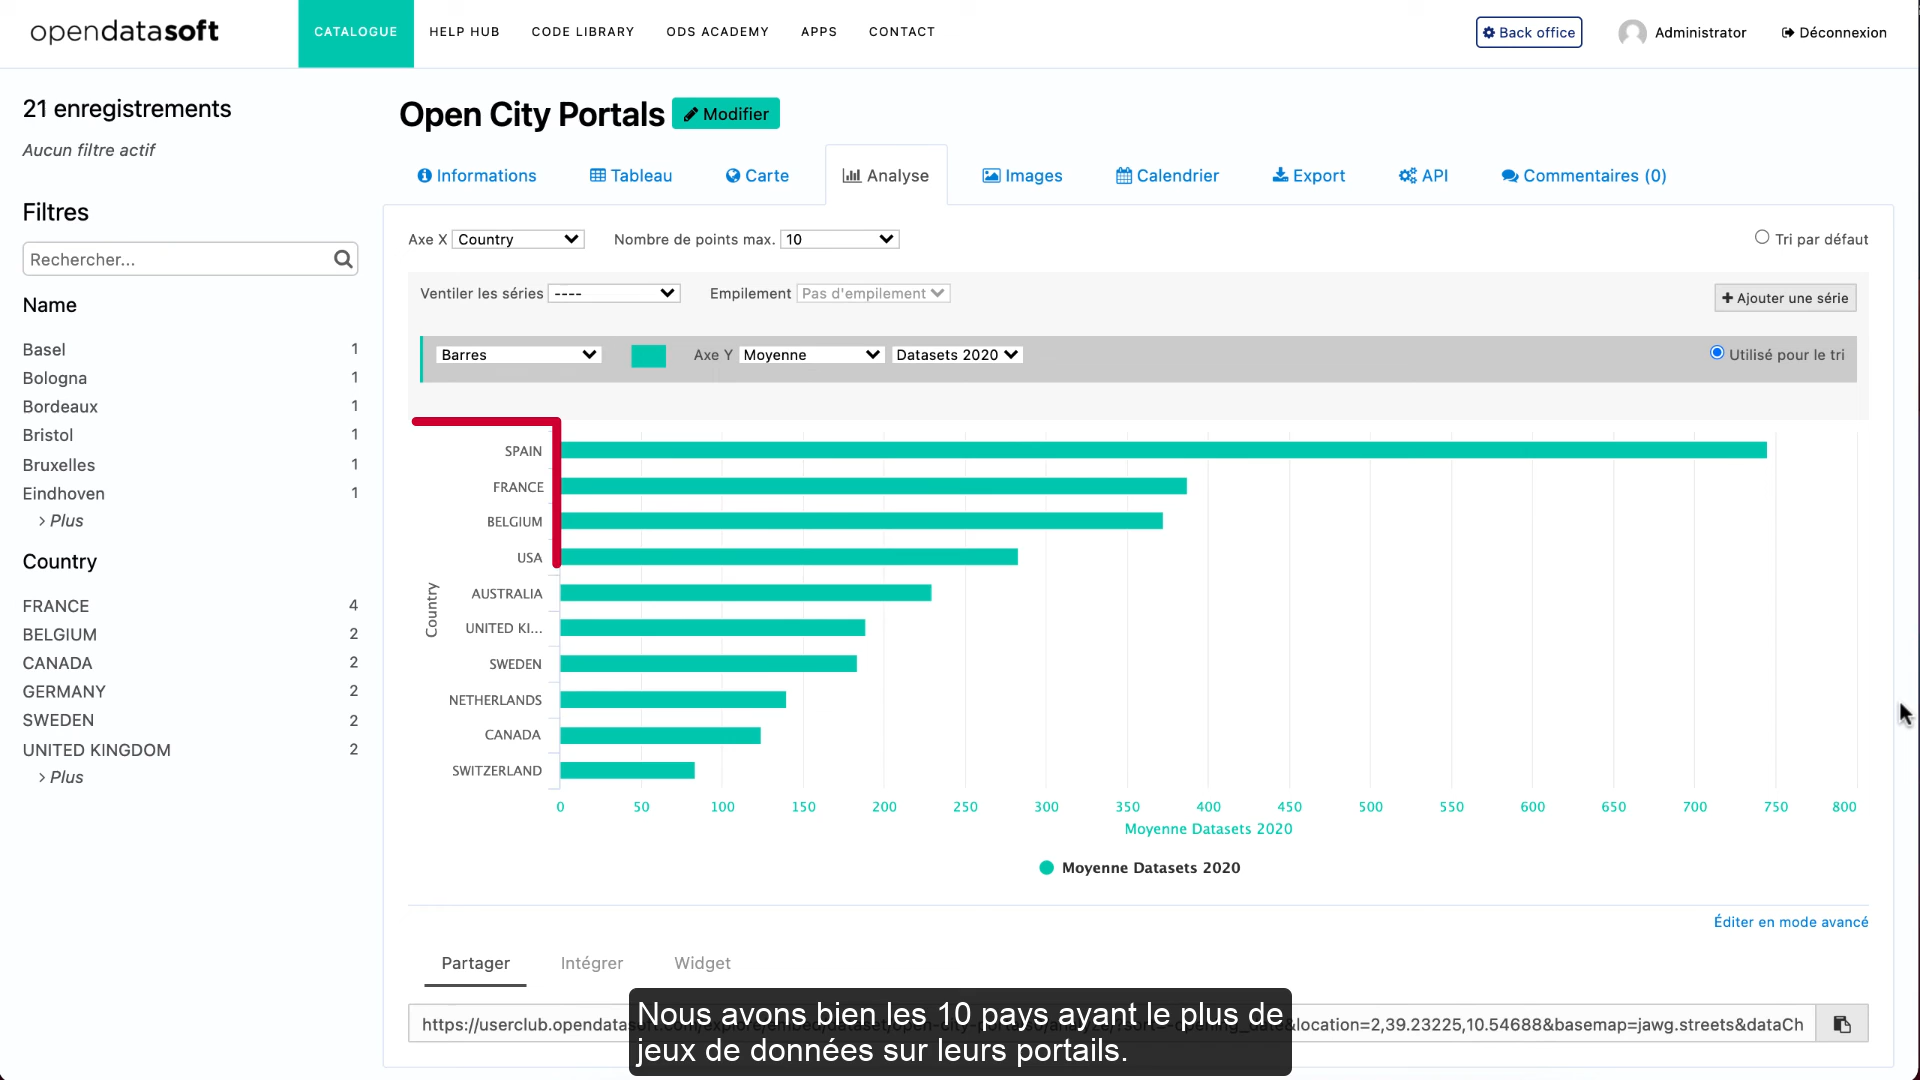 opendatasoft
CATALOGUE
HELP HUB
CODE LIBRARY
ODS ACADEMY
APPS
CONTACT
Back office
Administrator
Déconnexion
21 enregistrements
Aucun filtre actif
Filtres
Rechercher...
Name
Basel 1
Bologna 1
Bordeaux 1
Bristol 1
Bruxelles 1
Eindhoven 1
> Plus
Country
FRANCE 4
BELGIUM 2
CANADA 2
GERMANY 2
SWEDEN 2
UNITED KINGDOM 2
> Plus
Open City Portals
Modifier
Informations
Tableau
Carte
Analyse
Images
Calendrier
Export
API
Commentaires (0)
Axe X Country
Nombre de points max. 10
Tri par défaut
Ventiler les séries ----
Empilement Pas d'empilement
+ Ajouter une série
Barres
Axe Y Moyenne Datasets 2020
Utilisé pour le tri
Country
SPAIN
FRANCE
BELGIUM
USA
AUSTRALIA
UNITED KI...
SWEDEN
NETHERLANDS
CANADA
SWITZERLAND
0 50 100 150 200 250 300 350 400 450 500 550 600 650 700 750 800
Moyenne Datasets 2020
Moyenne Datasets 2020
Éditer en mode avancé
Partager
Intégrer
Widget
https://userclub.opendatas
&location=2,39.23225,10.54688&basemap=jawg.streets&dataCh
Nous avons bien les 10 pays ayant le plus de
jeux de données sur leurs portails.